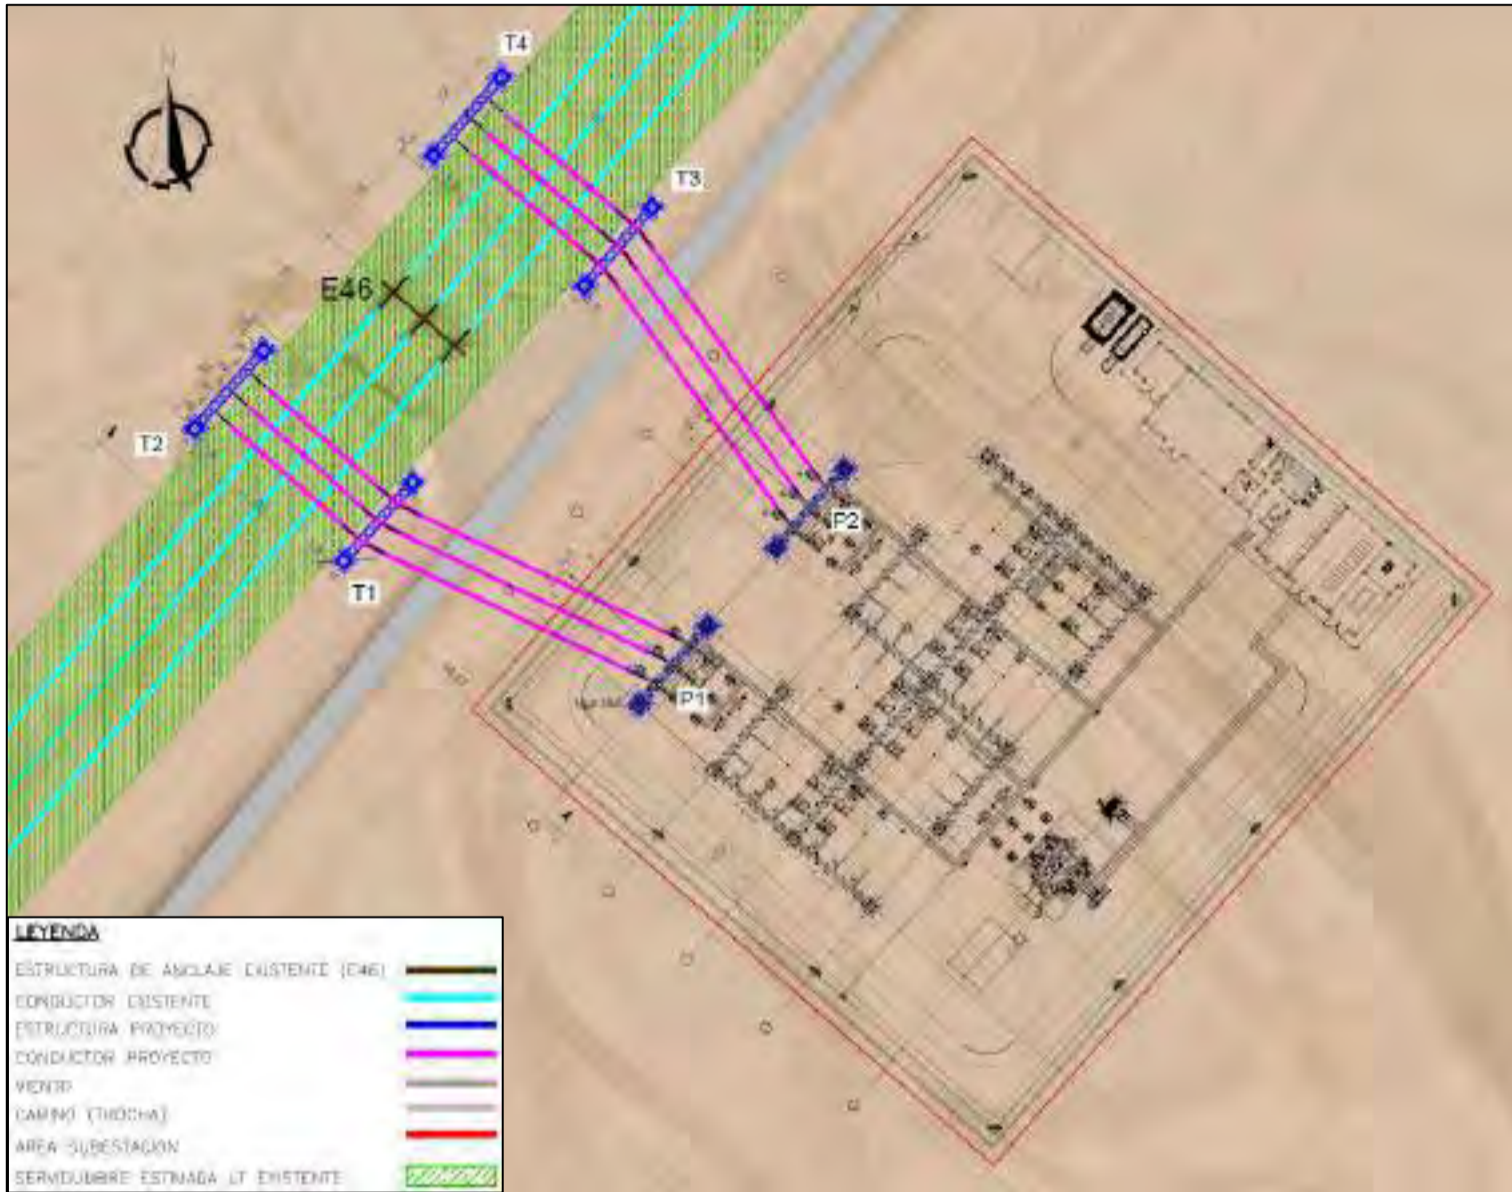 N
T4
T3
E46
T2
P2
T1
P1
LEYENDA
ESTRUCTURA DE ANCLAJE EXISTENTE (E46)
CONDUCTOR EXISTENTE
ESTRUCTURA PROYECTO
CONDUCTOR PROYECTO
VIENTO
CAMINO (TROCHA)
AREA SUBESTACION
SERVIDUMBRE ESTIMADA LT EXISTENTE